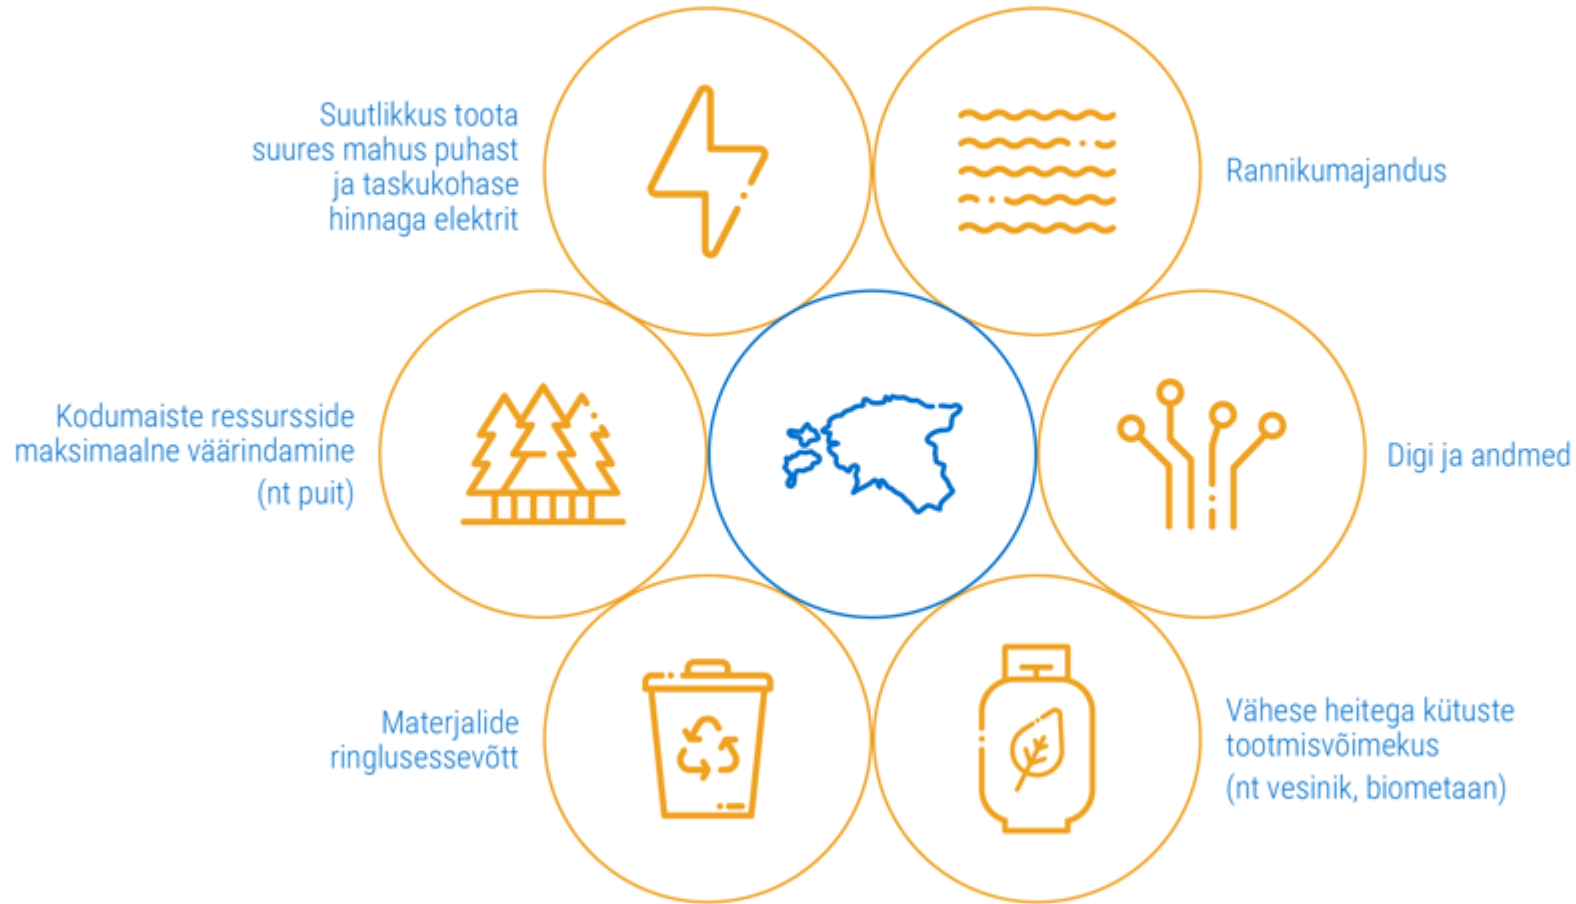 Suutlikkus toota
suures mahus puhast
ja taskukohase
hinnaga elektrit
Rannikumajandus
Kodumaiste ressursside
maksimaalne väärindamine
(nt puit)
Digi ja andmed
Materjalide
ringlusessevõtt
Vähese heitega kütuste
tootmisvõimekus
(nt vesinik, biometaan)